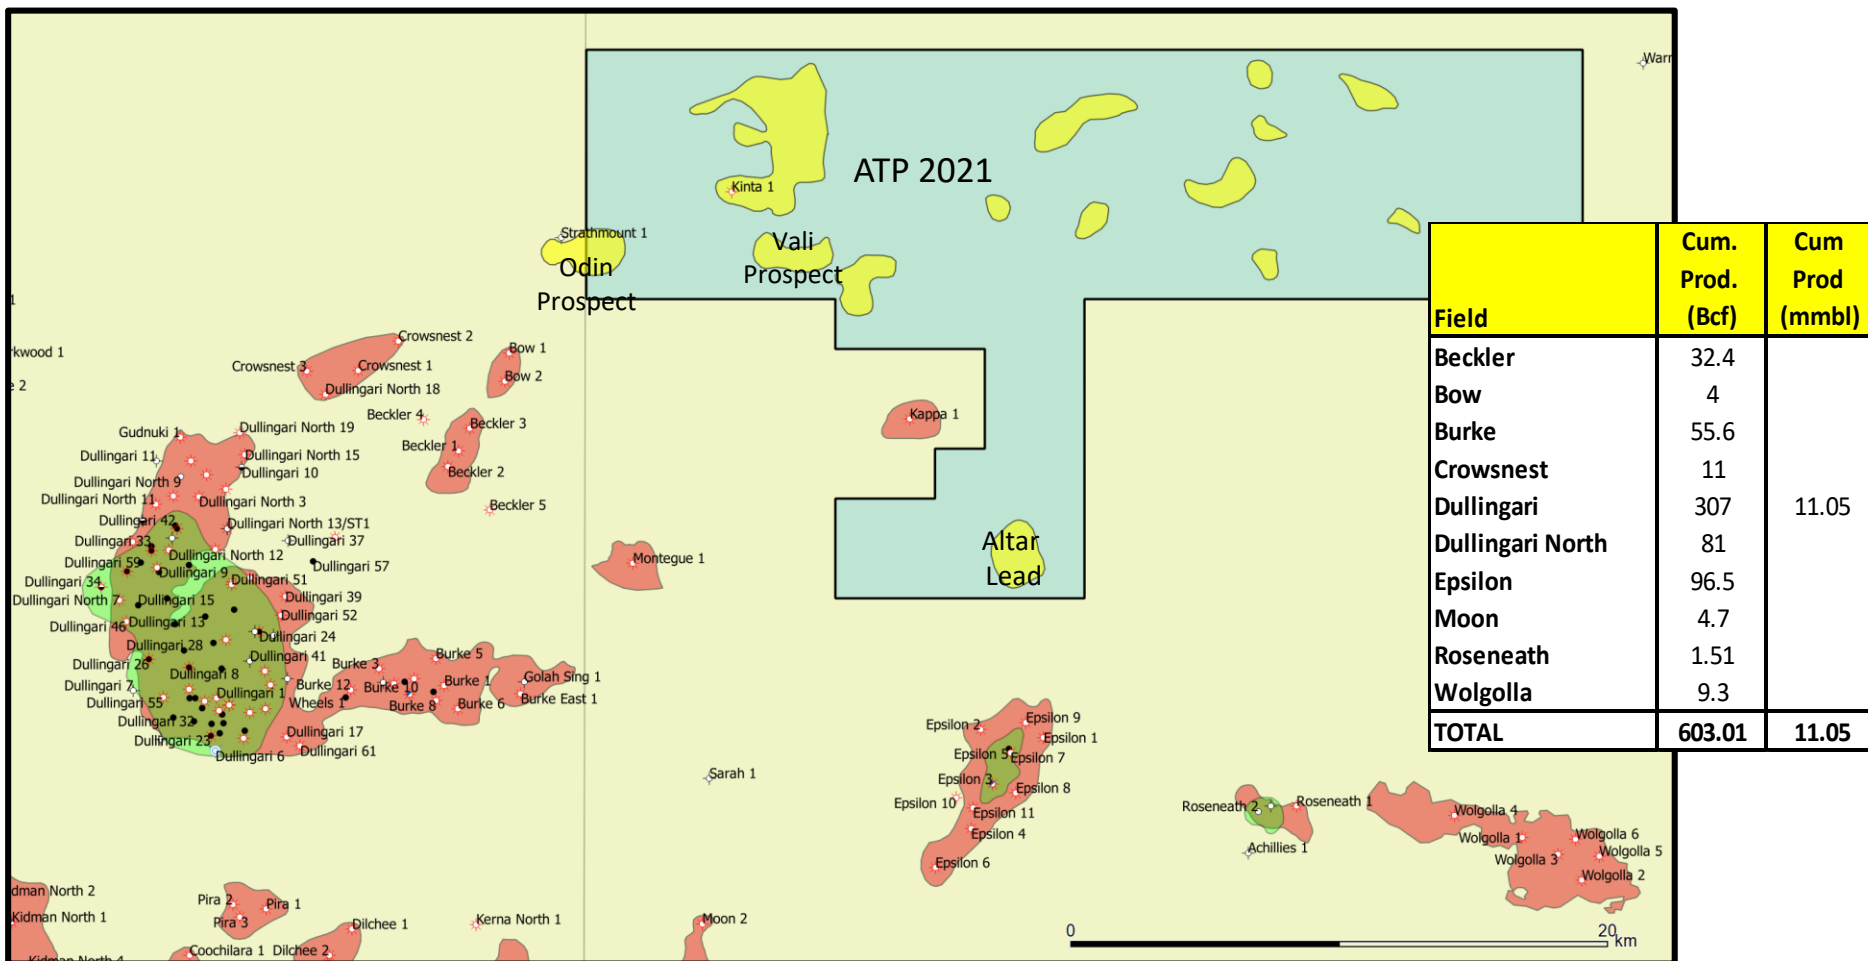 Warr
ATP 2021
Kinta 1
Strathmount 1
Odin
Prospect
Vali
Prospect
1
rkwood 1
e 2
Crowsnest 2
Crowsnest 3
Crowsnest 1
Dullingari North 18
Bow 1
Bow 2
Beckler 4
Beckler 3
Beckler 1
Beckler 2
Beckler 5
Kappa 1
Gudnuki 1
Dullingari North 19
Dullingari 11
Dullingari North 15
Dullingari 10
Dullingari North 9
Dullingari North 11
Dullingari North 3
Dullingari 42
Dullingari North 13/ST1
Dullingari 33
Dullingari 37
Dullingari North 12
Dullingari 59
Dullingari 9
Dullingari 57
Dullingari 34
Dullingari 51
Dullingari North 7
Dullingari 15
Dullingari 39
Dullingari 46
Dullingari 13
Dullingari 52
Dullingari 24
Dullingari 28
Dullingari 26
Dullingari 41
Dullingari 8
Dullingari 7
Dullingari 1
Dullingari 55
Dullingari 32
Dullingari 23
Dullingari 17
Dullingari 61
Dullingari 6
Montegue 1
Altar
Lead
Burke 3
Burke 5
Burke 12
Burke 10
Burke 1
Golah Sing 1
Wheels 1
Burke 8
Burke 6
Burke East 1
Sarah 1
Epsilon 2
Epsilon 9
Epsilon 1
Epsilon 5
Epsilon 7
Epsilon 3
Epsilon 8
Epsilon 10
Epsilon 11
Epsilon 4
Epsilon 6
Roseneath 2
Roseneath 1
Achillies 1
Wolgolla 4
Wolgolla 1
Wolgolla 6
Wolgolla 3
Wolgolla 5
Wolgolla 2
dman North 2
Kidman North 1
Kidman North 4
Pira 2
Pira 1
Pira 3
Coochilara 1
Dilchee 1
Dilchee 2
Kerna North 1
Moon 2
0 20
km
Field Cum. Prod. (Bcf) Cum Prod (mmbl)
Beckler 32.4
Bow 4
Burke 55.6
Crowsnest 11
Dullingari 307 11.05
Dullingari North 81
Epsilon 96.5
Moon 4.7
Roseneath 1.51
Wolgolla 9.3
TOTAL 603.01 11.05